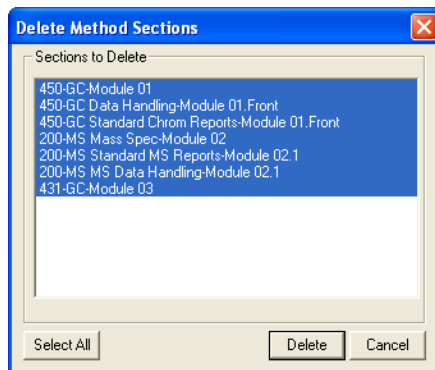 Delete Method Sections
Sections to Delete
450-GC-Module 01
450-GC Data Handling-Module 01.Front
450-GC Standard Chrom Reports-Module 01.Front
200-MS Mass Spec-Module 02
200-MS Standard MS Reports-Module 02.1
200-MS MS Data Handling-Module 02.1
431-GC-Module 03
Select All
Delete
Cancel